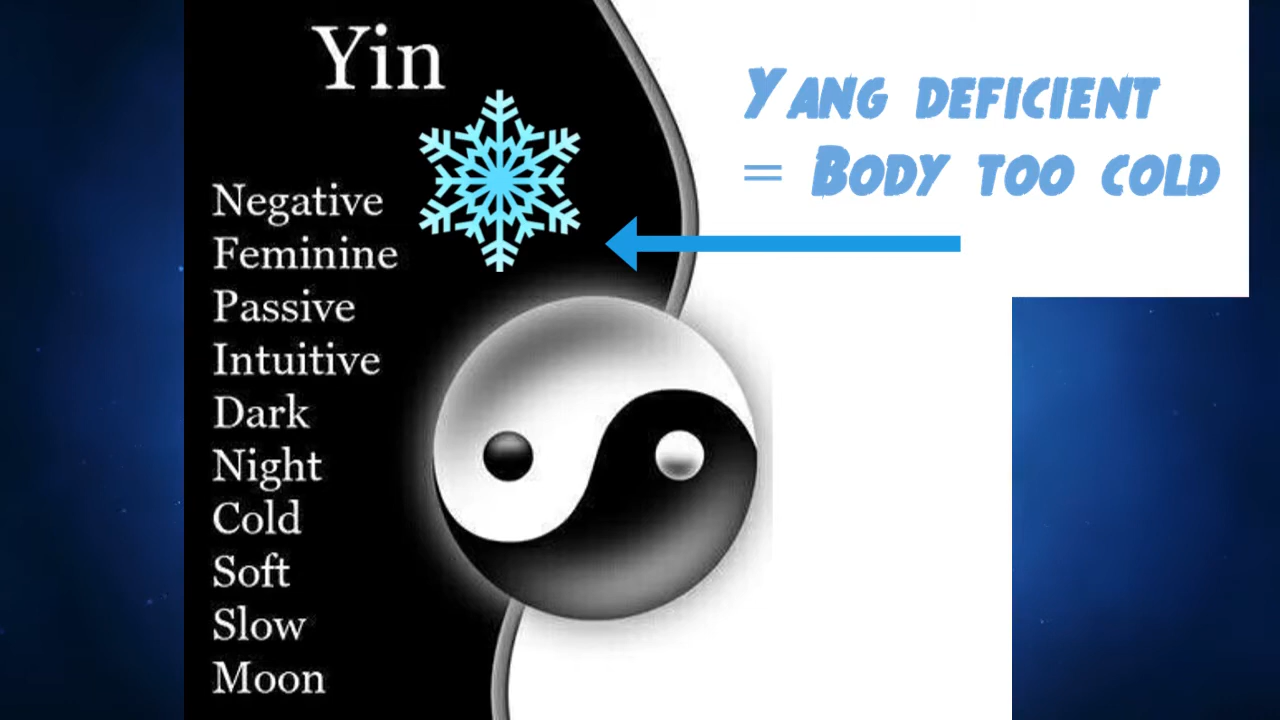 Yin
Negative
Feminine
Passive
Intuitive
Dark
Night
Cold
Soft
Slow
Moon
Yang deficient
= Body too cold